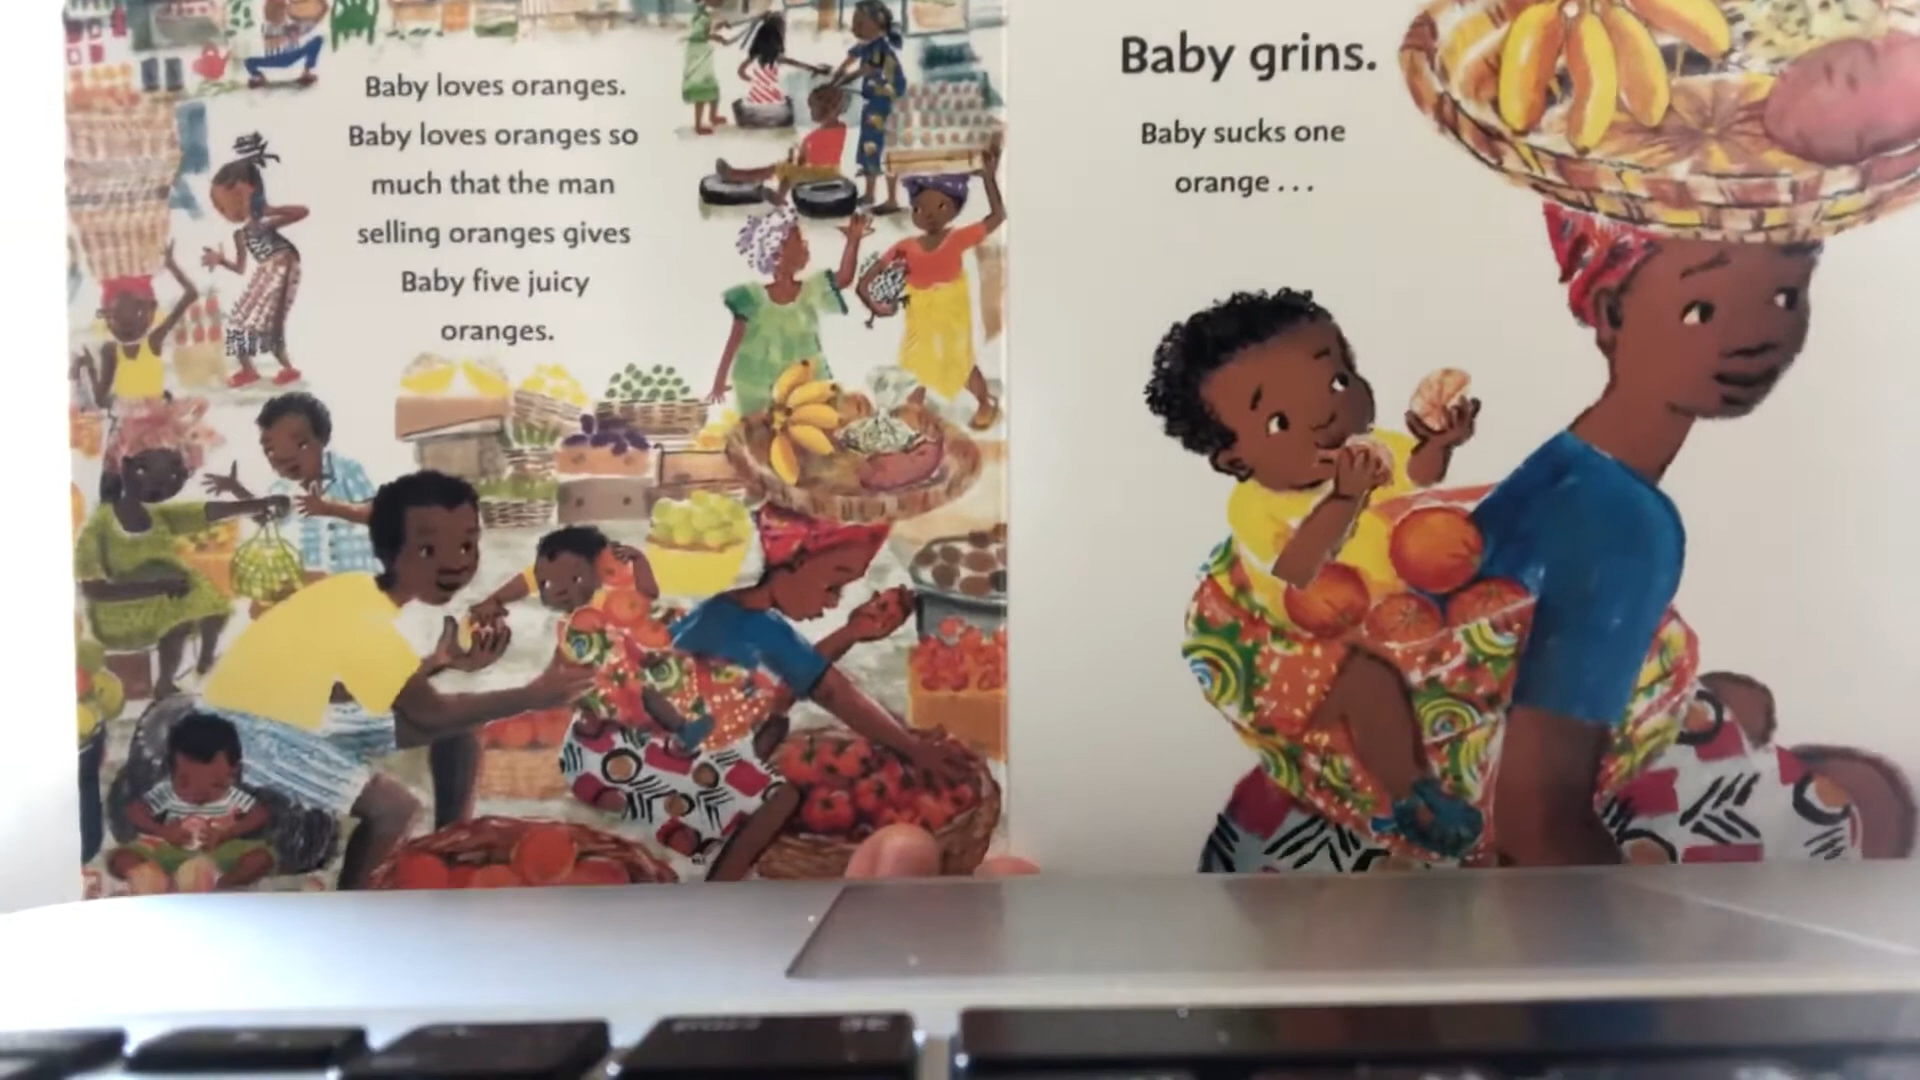 Baby loves oranges.
Baby loves oranges so
much that the man
selling oranges gives
Baby five juicy
oranges.
Baby grins.
Baby sucks one
orange . . .